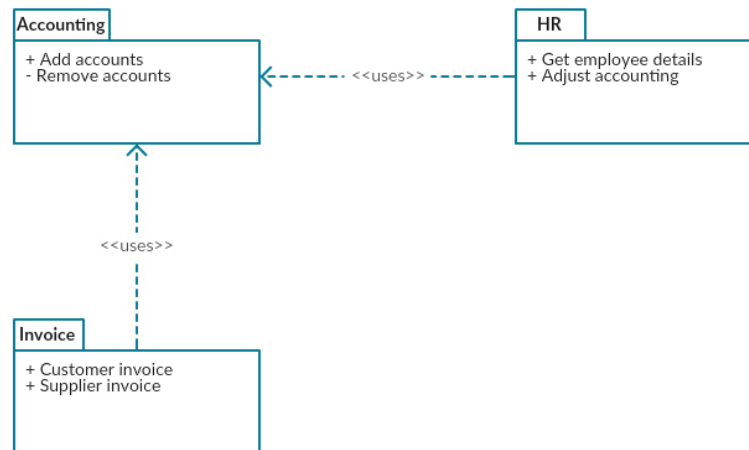 Accounting
+ Add accounts
- Remove accounts
<<uses>>
HR
+ Get employee details
+ Adjust accounting
<<uses>>
Invoice
+ Customer invoice
+ Supplier invoice